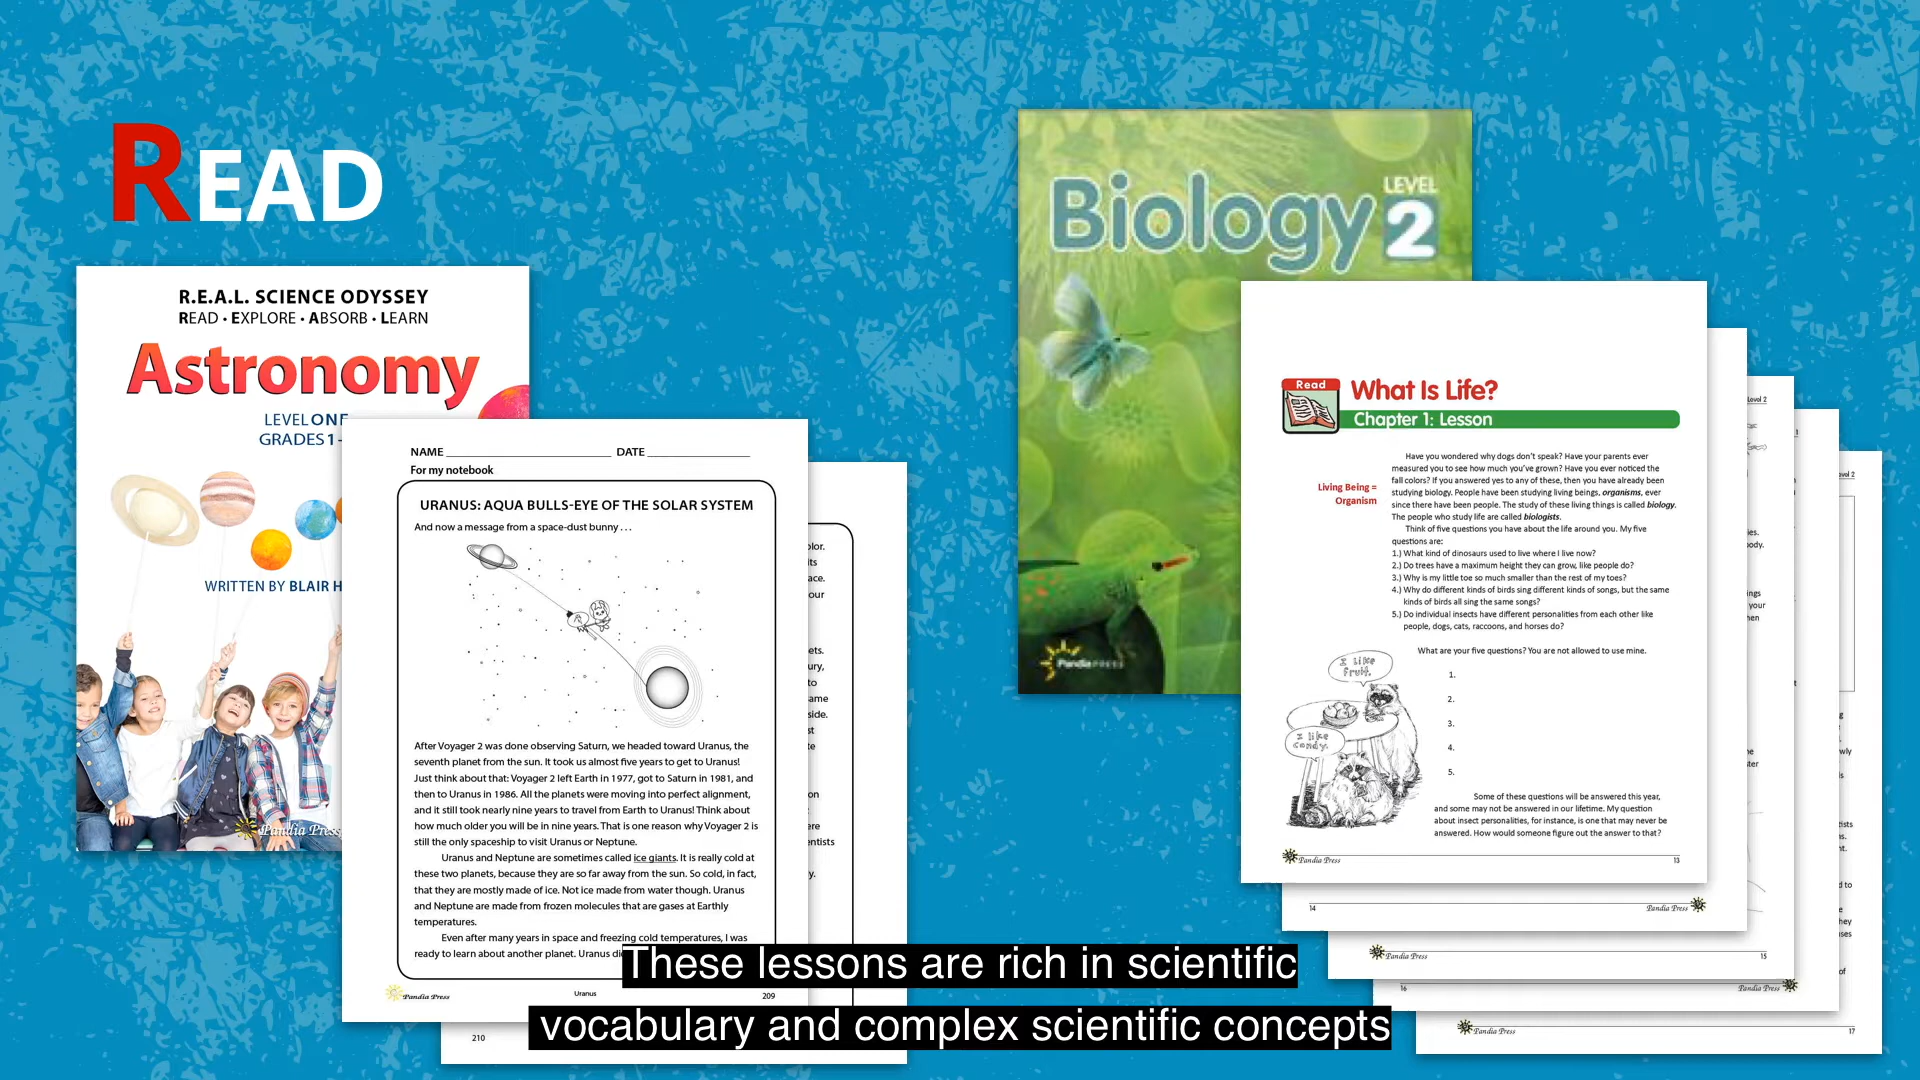 READ
R.E.A.L. SCIENCE ODYSSEY
READ • EXPLORE • ABSORB • LEARN
Astronomy
LEVEL ONE
GRADES 1-
WRITTEN BY BLAIR H
Pandia Press
NAME DATE
For my notebook
URANUS: AQUA BULLS-EYE OF THE SOLAR SYSTEM
And now a message from a space-dust bunny . . .
After Voyager 2 was done observing Saturn, we headed toward Uranus, the
seventh planet from the sun. It took us almost five years to get to Uranus!
Just think about that: Voyager 2 left Earth in 1977, got to Saturn in 1981, and
then to Uranus in 1986. All the planets were moving into perfect alignment,
and it still took nearly nine years to travel from Earth to Uranus! Think about
how much older you will be in nine years. That is one reason why Voyager 2 is
still the only spaceship to visit Uranus or Neptune.
Uranus and Neptune are sometimes called ice giants. It is really cold at
these two planets, because they are so far away from the sun. So cold, in fact,
that they are mostly made of ice. Not ice made from water though. Uranus
and Neptune are made from frozen molecules that are gases at Earthly
temperatures.
Even after many years in space and freezing cold temperatures, I was
ready to learn about another planet. Uranus di
Pandia Press
Uranus
209
210
Biology
LEVEL
2
Pandia PRESS
Read
What Is Life?
Chapter 1: Lesson
Living Being =
Organism
Have you wondered why dogs don't speak? Have your parents ever
measured you to see how much you've grown? Have you ever noticed the
fall colors? If you answered yes to any of these, then you have already been
studying biology. People have been studying living beings, organisms, ever
since there have been people. The study of these living things is called biology.
The people who study life are called biologists.
Think of five questions you have about the life around you. My five
questions are:
1.) What kind of dinosaurs used to live where I live now?
2.) Do trees have a maximum height they can grow, like people do?
3.) Why is my little toe so much smaller than the rest of my toes?
4.) Why do different kinds of birds sing different kinds of songs, but the same
kinds of birds all sing the same songs?
5.) Do individual insects have different personalities from each other like
people, dogs, cats, raccoons, and horses do?
What are your five questions? You are not allowed to use mine.
1.
2.
3.
4.
5.
I like
fruit.
I like
candy.
Some of these questions will be answered this year,
and some may not be answered in our lifetime. My question
about insect personalities, for instance, is one that may never be
answered. How would someone figure out the answer to that?
Pandia Press
13
14
Pandia Press
Pandia Press
15
16
Pandia Press
Pandia Press
17
These lessons are rich in scientific
vocabulary and complex scientific concepts